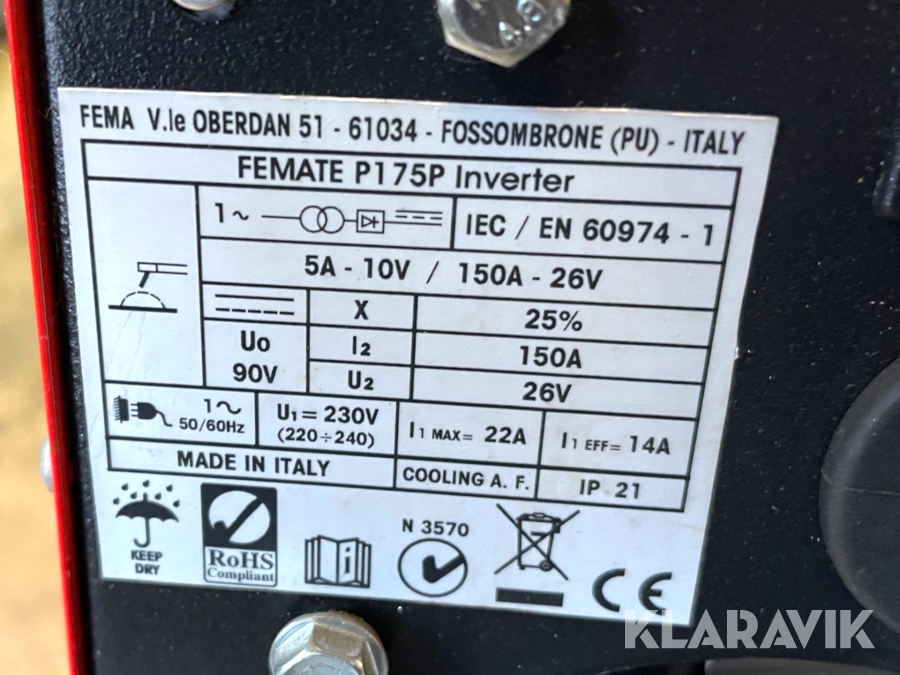 FEMA V.le OBERDAN 51 - 61034 - FOSSOMBRONE (PU) - ITALY
FEMATE P175P Inverter
1~ IEC / EN 60974 - 1
5A - 10V / 150A - 26V
X 25%
Uo 90V
I2 150A
U2 26V
1~ 50/60Hz
U1 = 230V (220÷240)
I1 MAX= 22A
I1 EFF= 14A
MADE IN ITALY COOLING A. F. IP 21
KEEP DRY
RoHS Compliant
i
N 3570
CE
KLARAVIK